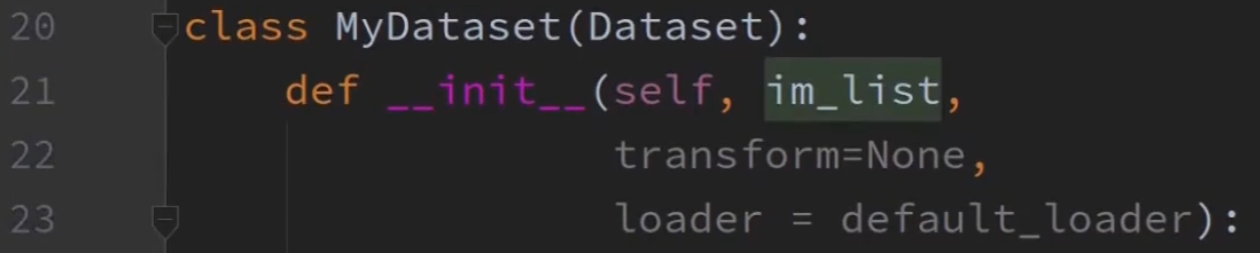 20 class MyDataset(Dataset):
21 def __init__(self, im_list,
22 transform=None,
23 loader = default_loader):